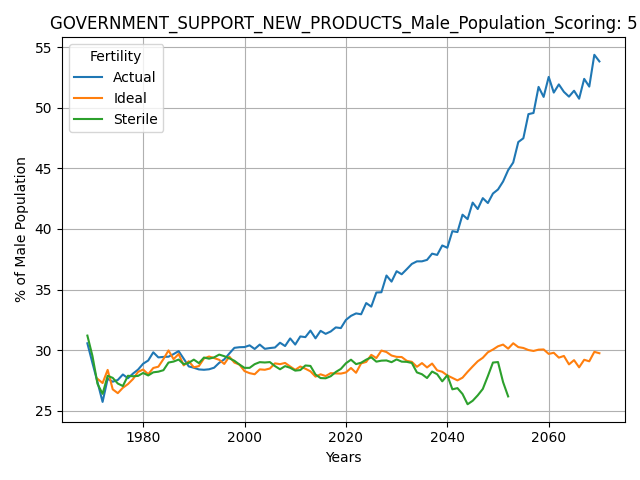 GOVERNMENT_SUPPORT_NEW_PRODUCTS_Male_Population_Scoring: 5
Fertility
Actual
Ideal
Sterile
% of Male Population
55
50
45
40
35
30
25
1980
2000
2020
2040
2060
Years